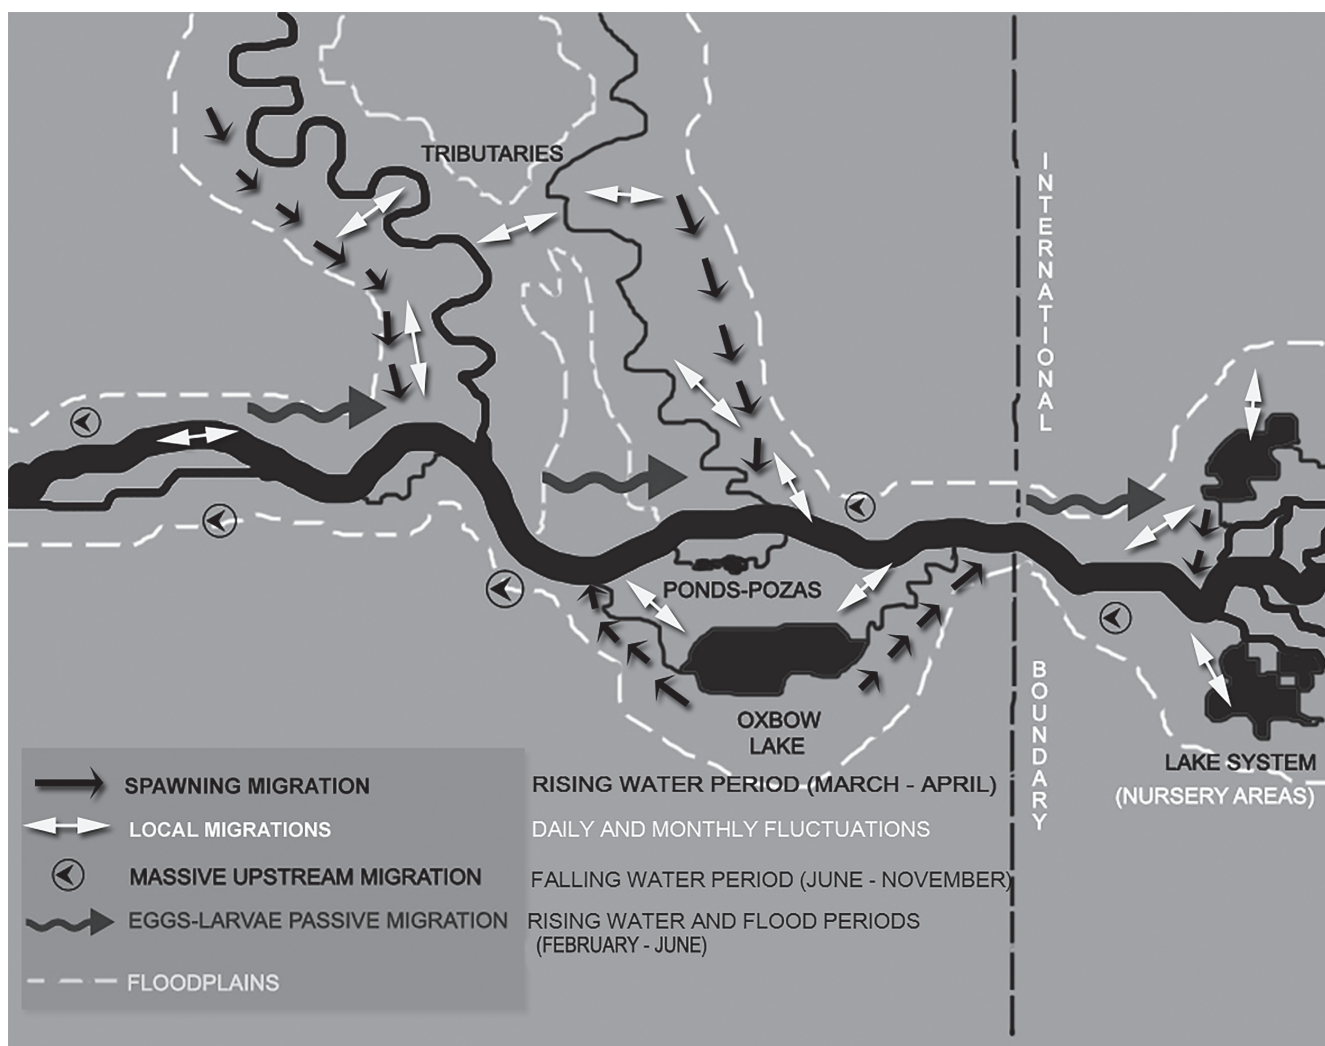 TRIBUTARIES
INTERNATIONAL
BOUNDARY
PONDS-POZAS
OXBOW
LAKE
LAKE SYSTEM
(NURSERY AREAS)
SPAWNING MIGRATION RISING WATER PERIOD (MARCH - APRIL)
LOCAL MIGRATIONS DAILY AND MONTHLY FLUCTUATIONS
MASSIVE UPSTREAM MIGRATION FALLING WATER PERIOD (JUNE - NOVEMBER)
EGGS-LARVAE PASSIVE MIGRATION RISING WATER AND FLOOD PERIODS
(FEBRUARY - JUNE)
FLOODPLAINS